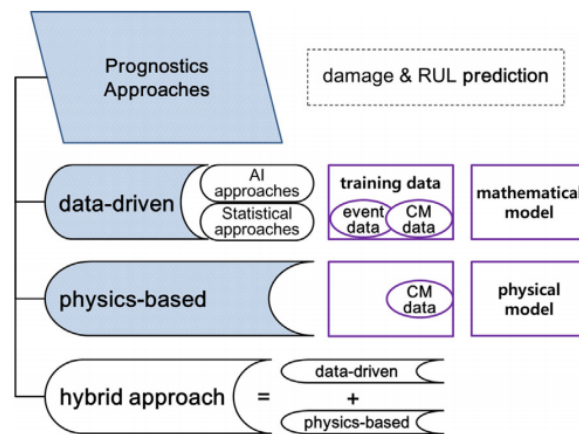 Prognostics
Approaches
damage & RUL prediction
data-driven
AI
approaches
Statistical
approaches
training data
event
data
CM
data
mathematical
model
physics-based
CM
data
physical
model
hybrid approach
=
data-driven
+
physics-based